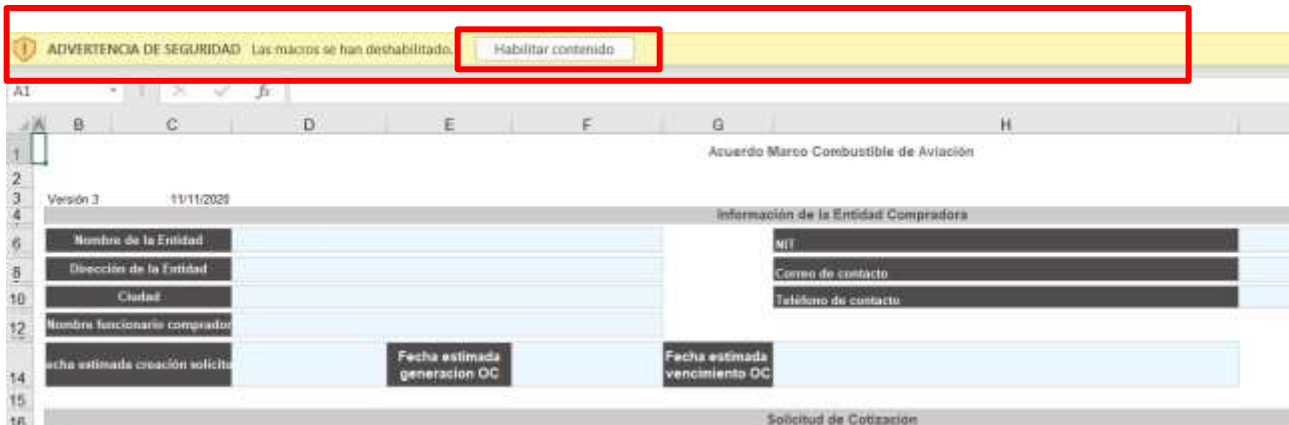 ADVERTENCIA DE SEGURIDAD Las macros se han deshabilitado. Habilitar contenido
A1 fx
A B C D E F G H
1 Acuerdo Marco Combustible de Aviación
2
3 Versión 3 11/11/2020
4 Información de la Entidad Compradora
6 Nombre de la Entidad NIT
8 Dirección de la Entidad Correo de contacto
10 Ciudad Teléfono de contacto
12 Nombre funcionario comprador
14 echa estimada creación solicitu Fecha estimada generacion OC Fecha estimada vencimiento OC
15
16 Solicitud de Cotización